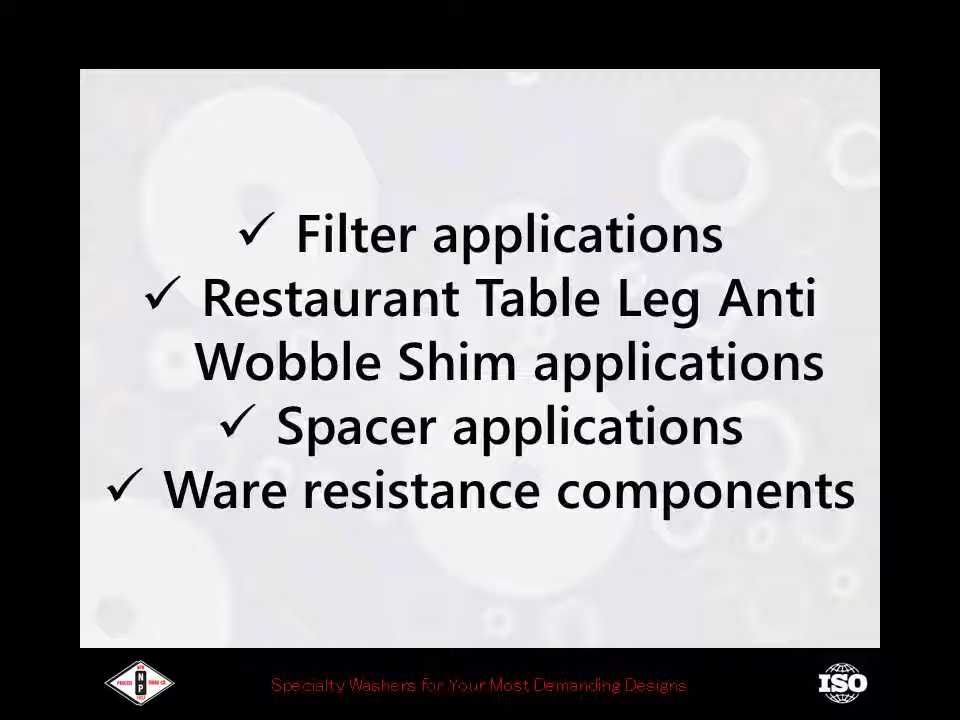 ✓ Filter applications
✓ Restaurant Table Leg Anti
Wobble Shim applications
✓ Spacer applications
✓ Ware resistance components
Specialty Washers for Your Most Demanding Designs
ISO